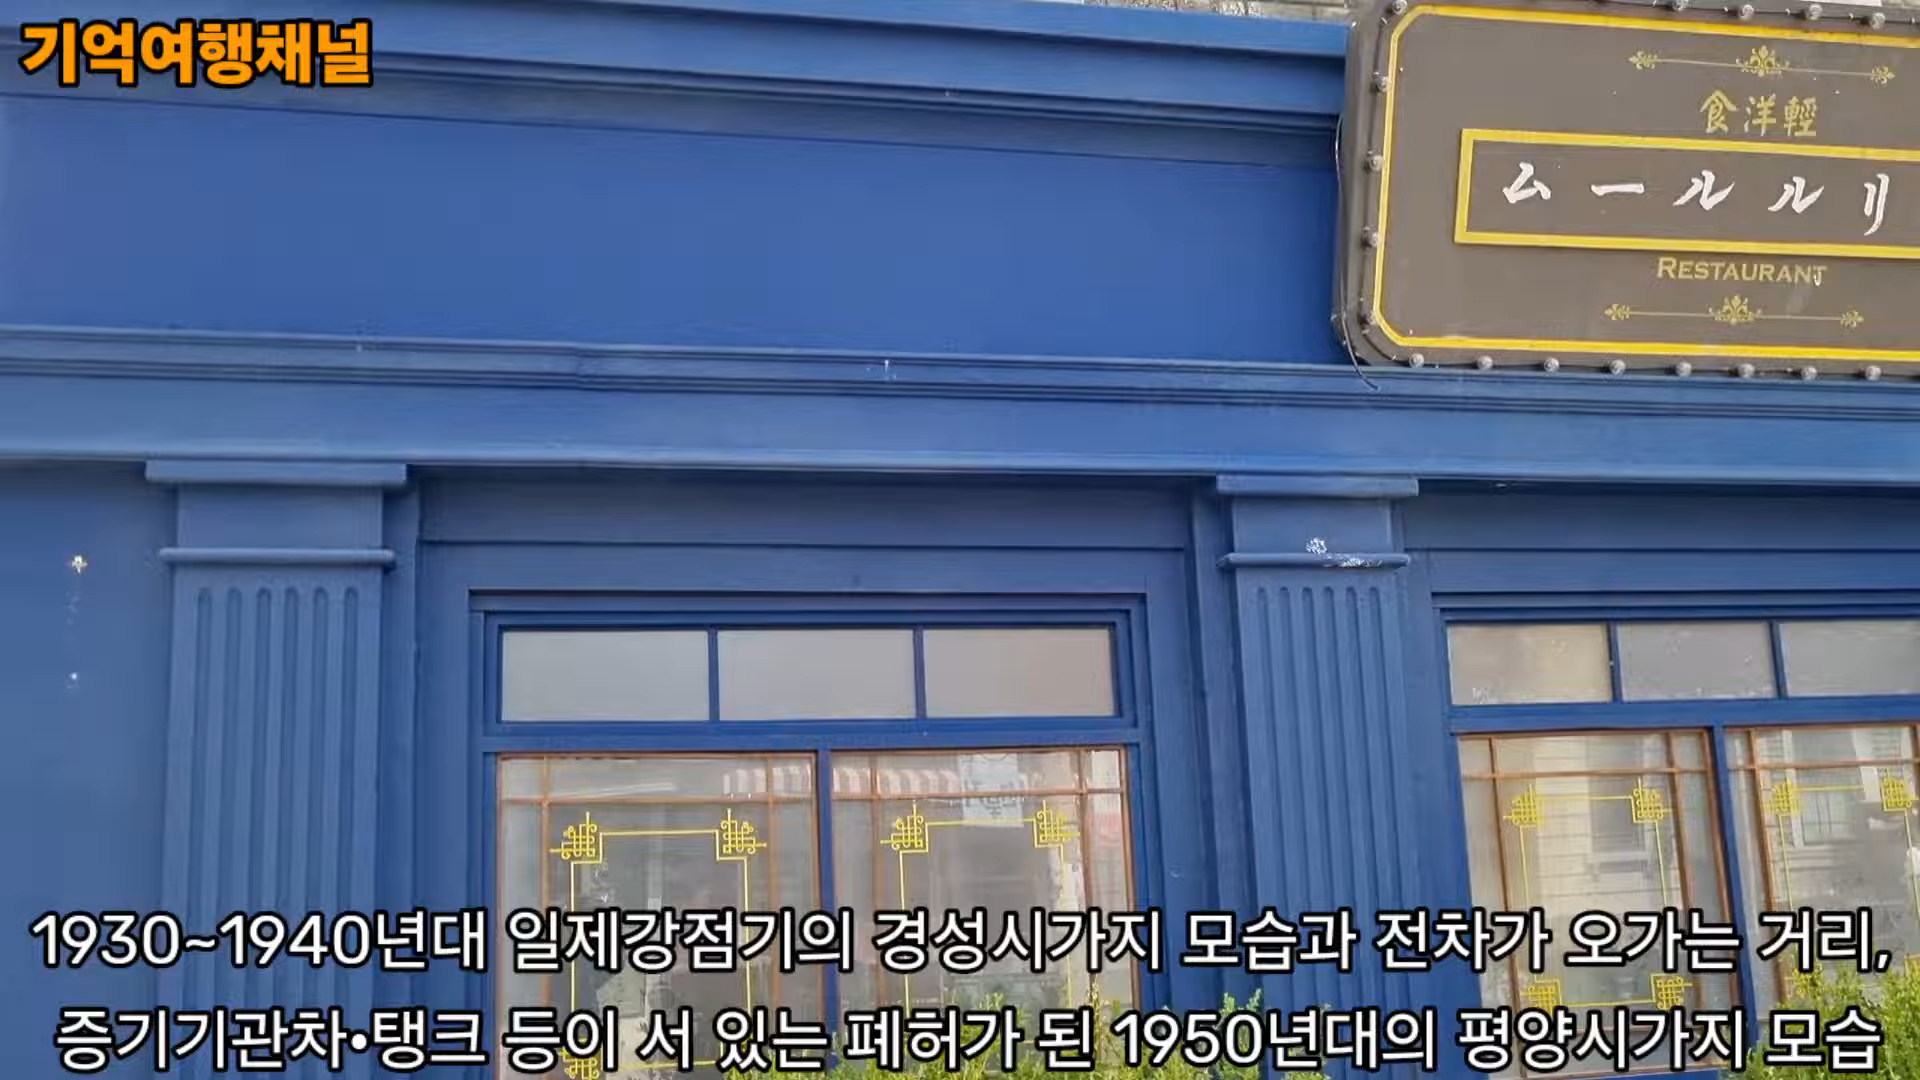 기억여행채널
食洋輕
ムールルリ
RESTAURANT
1930~1940년대 일제강점기의 경성시가지 모습과 전차가 오가는 거리,
증기기관차•탱크 등이 서 있는 폐허가 된 1950년대의 평양시가지 모습